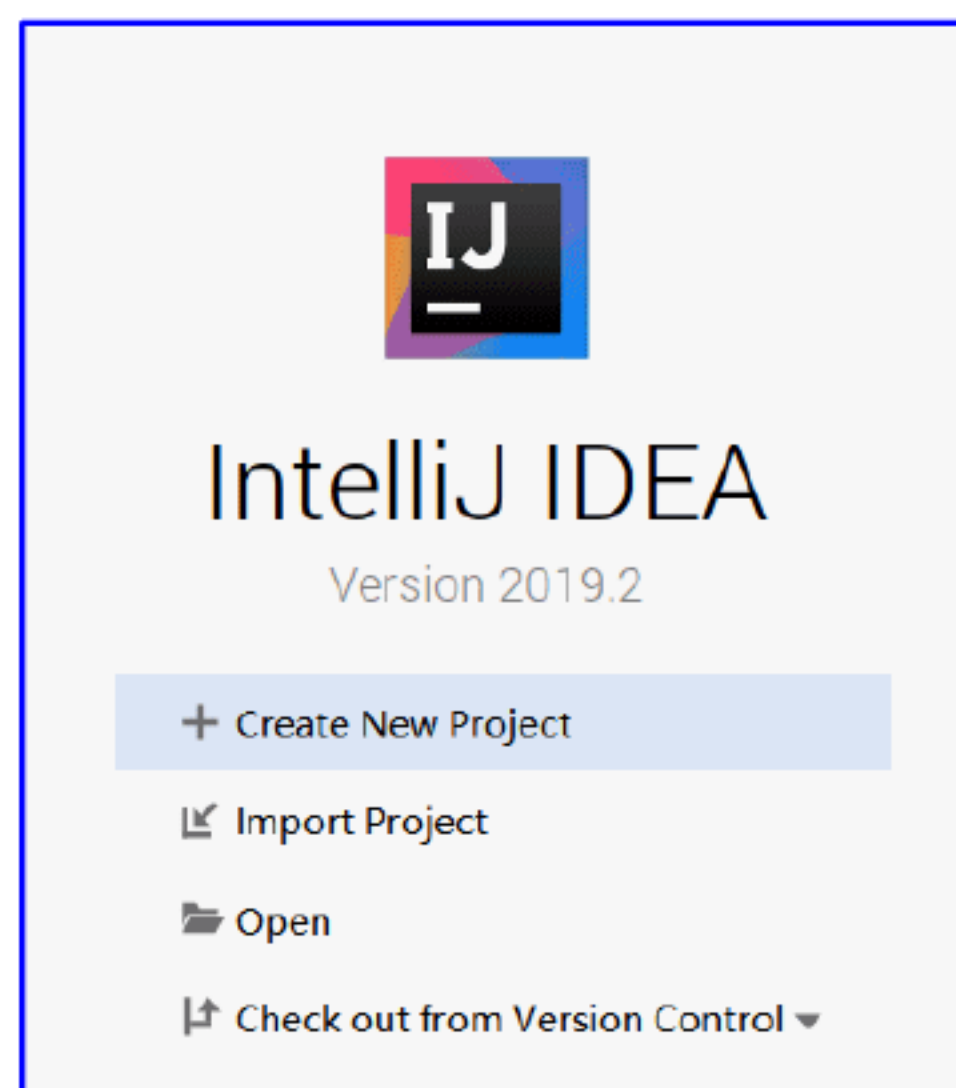 IJ
IntelliJ IDEA
Version 2019.2
Create New Project
Import Project
Open
Check out from Version Control